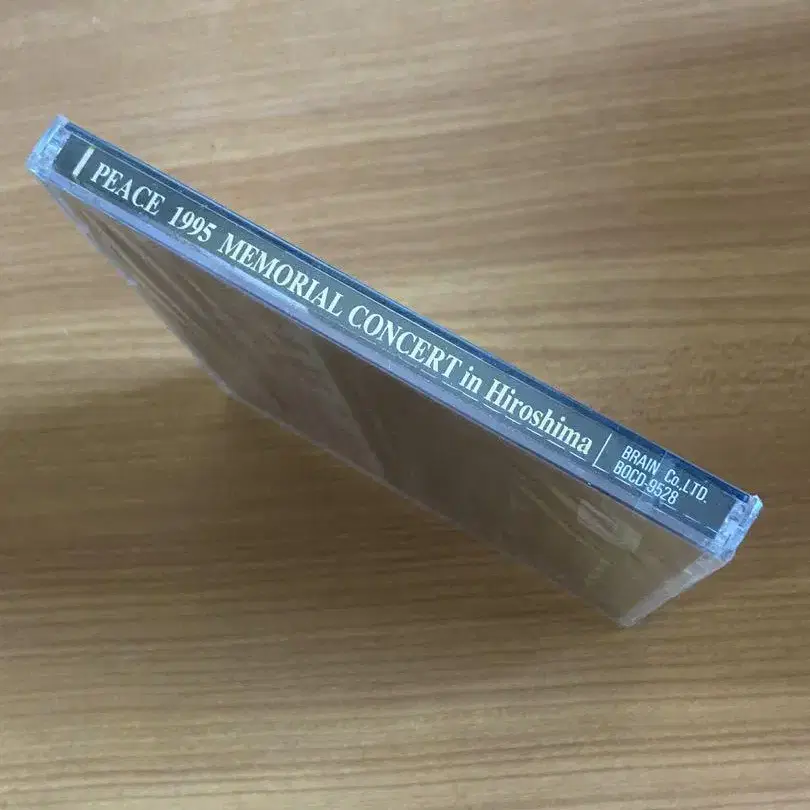 PEACE 1995 MEMORIAL CONCERT in Hiroshima
BRAIN Co.,LTD.
BOCD-9528